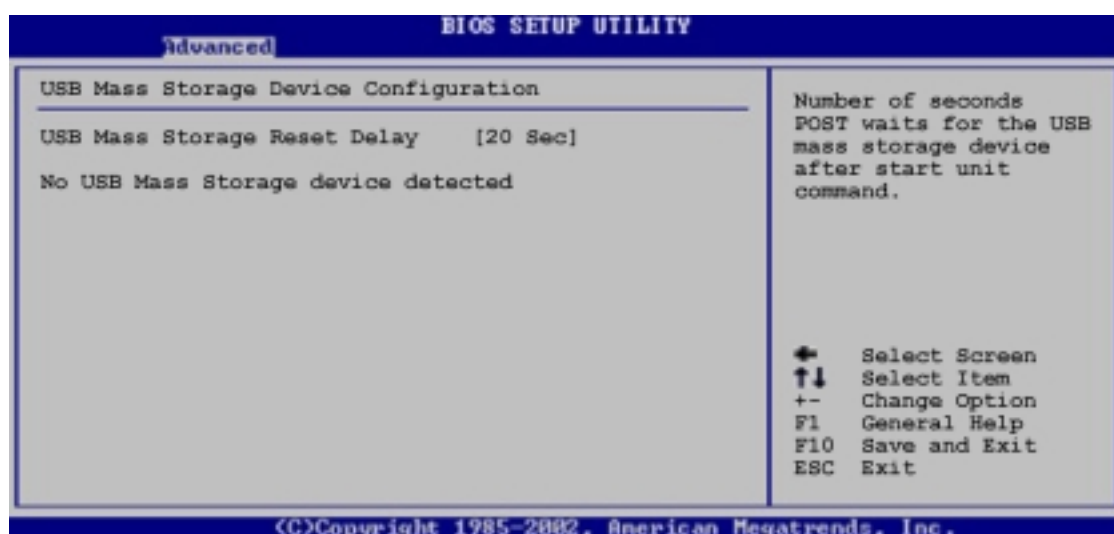 BIOS SETUP UTILITY
Advanced
USB Mass Storage Device Configuration
USB Mass Storage Reset Delay [20 Sec]
No USB Mass Storage device detected
Number of seconds
POST waits for the USB
mass storage device
after start unit
command.
← Select Screen
↑↓ Select Item
+- Change Option
F1 General Help
F10 Save and Exit
ESC Exit
(C)Copyright 1985-2002, American Megatrends, Inc.